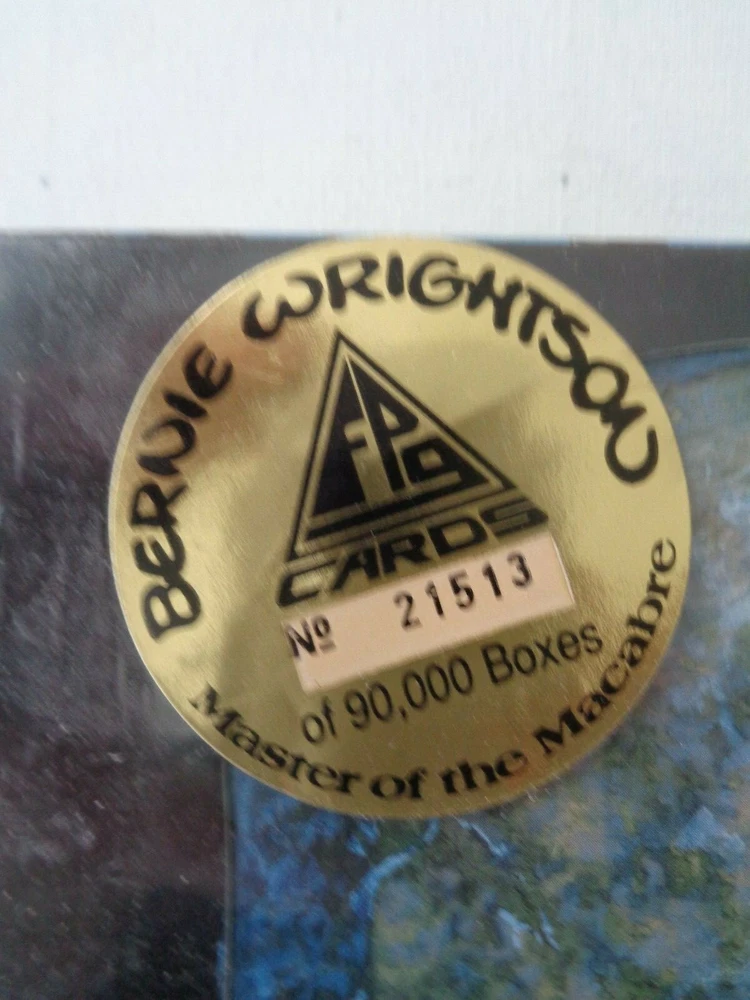 BERNIE WRIGHTSON
FPG
CARDS
Nº 21513
of 90,000 Boxes
Master of the Macabre